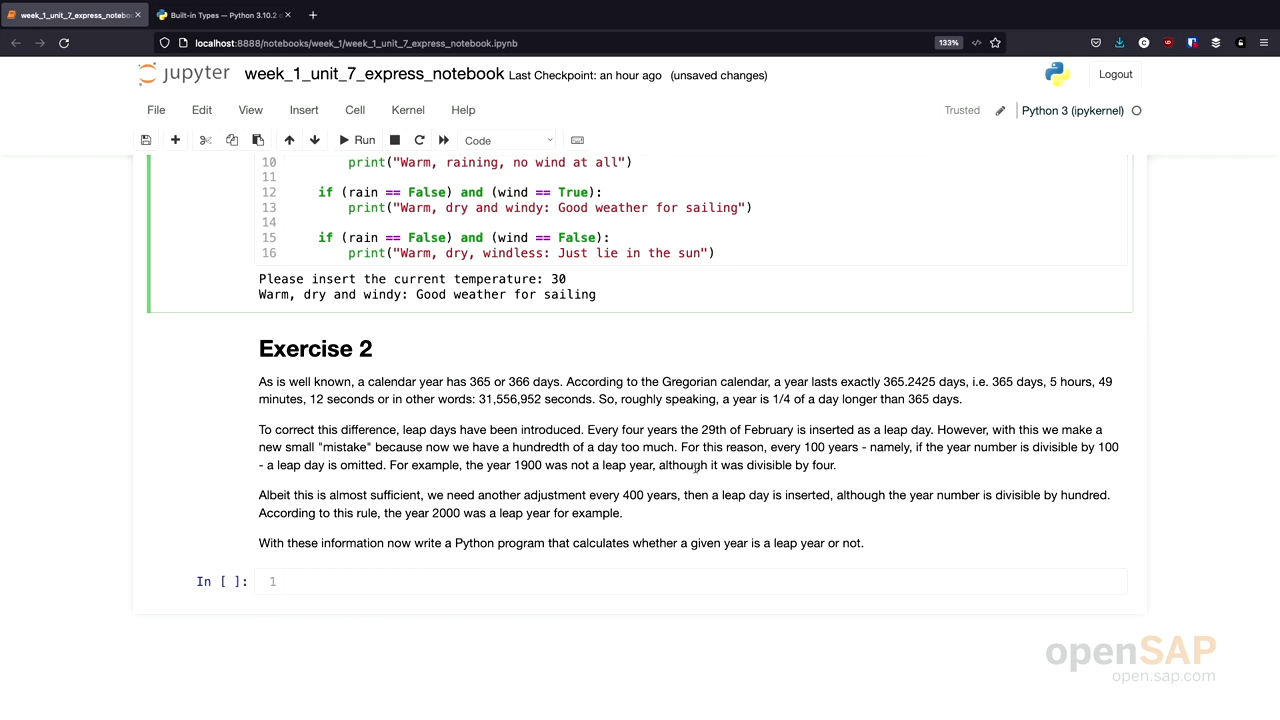 week_1_unit_7_express_notebo
Built-in Types — Python 3.10.2 d
localhost:8888/notebooks/week_1/week_1_unit_7_express_notebook.ipynb
133%
jupyter week_1_unit_7_express_notebook Last Checkpoint: an hour ago (unsaved changes)
Logout
File Edit View Insert Cell Kernel Help
Trusted Python 3 (ipykernel)
Run Code
10 print("Warm, raining, no wind at all")
11
12 if (rain == False) and (wind == True):
13 print("Warm, dry and windy: Good weather for sailing")
14
15 if (rain == False) and (wind == False):
16 print("Warm, dry, windless: Just lie in the sun")
Please insert the current temperature: 30
Warm, dry and windy: Good weather for sailing
Exercise 2
As is well known, a calendar year has 365 or 366 days. According to the Gregorian calendar, a year lasts exactly 365.2425 days, i.e. 365 days, 5 hours, 49
minutes, 12 seconds or in other words: 31,556,952 seconds. So, roughly speaking, a year is 1/4 of a day longer than 365 days.
To correct this difference, leap days have been introduced. Every four years the 29th of February is inserted as a leap day. However, with this we make a
new small "mistake" because now we have a hundredth of a day too much. For this reason, every 100 years - namely, if the year number is divisible by 100
- a leap day is omitted. For example, the year 1900 was not a leap year, although it was divisible by four.
Albeit this is almost sufficient, we need another adjustment every 400 years, then a leap day is inserted, although the year number is divisible by hundred.
According to this rule, the year 2000 was a leap year for example.
With these information now write a Python program that calculates whether a given year is a leap year or not.
In [ ]: 1
openSAP
open.sap.com